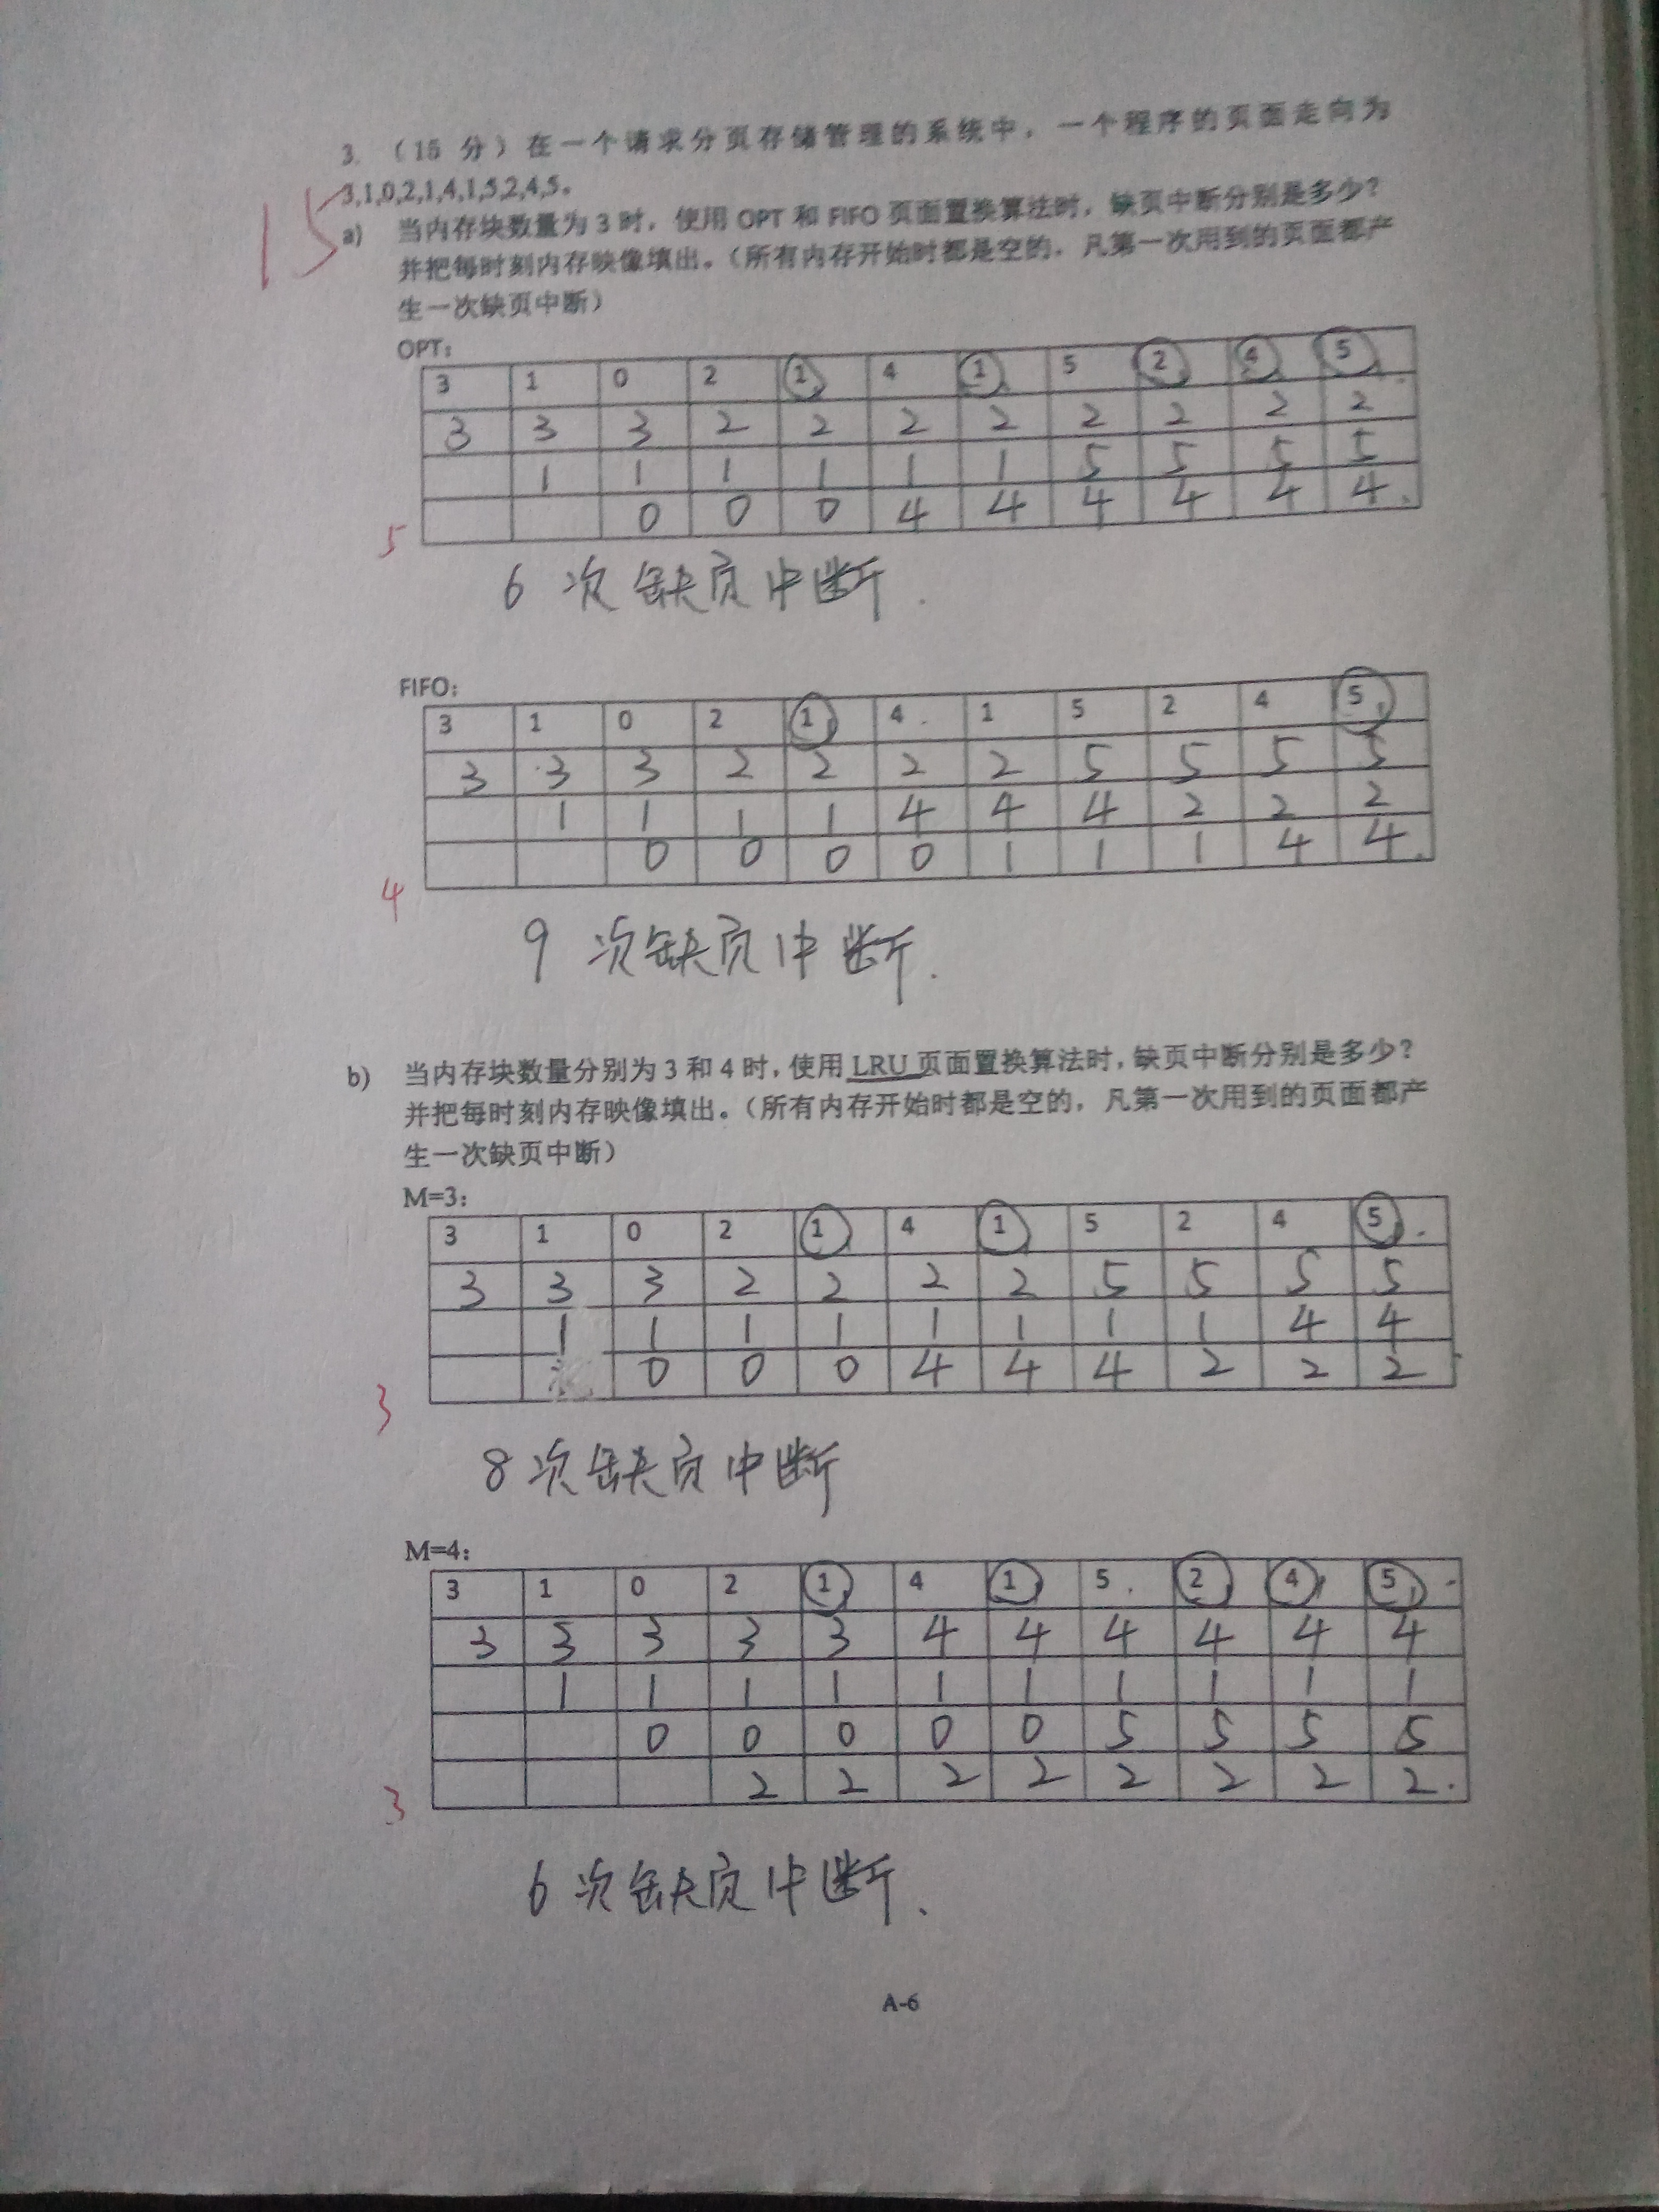 3. （15 分）在一个请求分页存储管理的系统中，一个程序的页面走向为
3,1,0,2,1,4,1,5,2,4,5。
15
a) 当内存块数量为 3 时，使用 OPT 和 FIFO 页面置换算法时，缺页中断分别是多少？
并把每时刻内存映像填出。（所有内存开始时都是空的，凡第一次用到的页面都产
生一次缺页中断）
OPT：
3 1 0 2 1 4 1 5 2 4 5
3 3 3 2 2 2 2 2 2 2 2
1 1 1 1 1 1 5 5 5 5
0 0 0 4 4 4 4 4 4
5
6 次缺页中断.
FIFO：
3 1 0 2 1 4 1 5 2 4 5
3 3 3 2 2 2 2 5 5 5 5
1 1 1 1 4 4 4 2 2 2
0 0 0 0 1 1 1 4 4
4
9 次缺页中断.
b) 当内存块数量分别为 3 和 4 时，使用 LRU 页面置换算法时，缺页中断分别是多少？
并把每时刻内存映像填出。（所有内存开始时都是空的，凡第一次用到的页面都产
生一次缺页中断）
M=3：
3 1 0 2 1 4 1 5 2 4 5
3 3 3 2 2 2 2 5 5 5 5
1 1 1 1 1 1 1 1 4 4
0 0 0 4 4 4 2 2 2
3
8 次缺页中断
M=4：
3 1 0 2 1 4 1 5 2 4 5
3 3 3 3 3 4 4 4 4 4 4
1 1 1 1 1 1 1 1 1 1
0 0 0 0 0 5 5 5 5
2 2 2 2 2 2 2 2
3
6 次缺页中断.
A-6